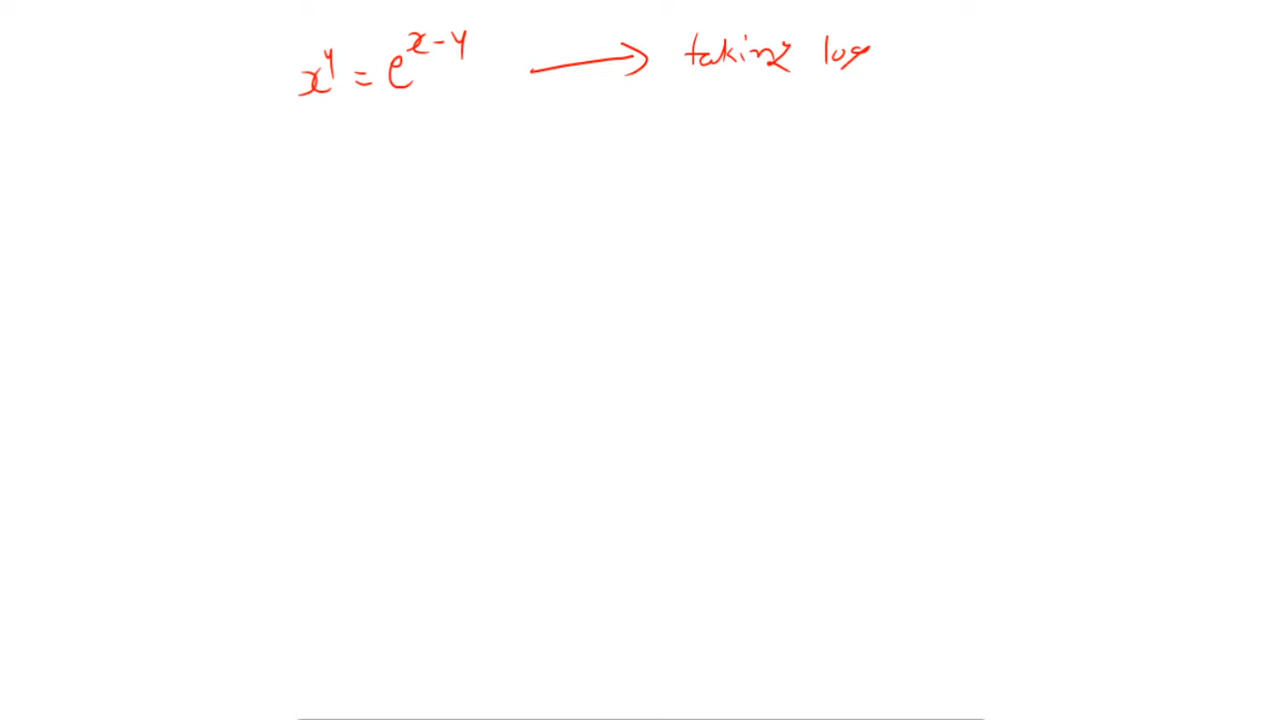 x^y = e^{x-y} → taking log